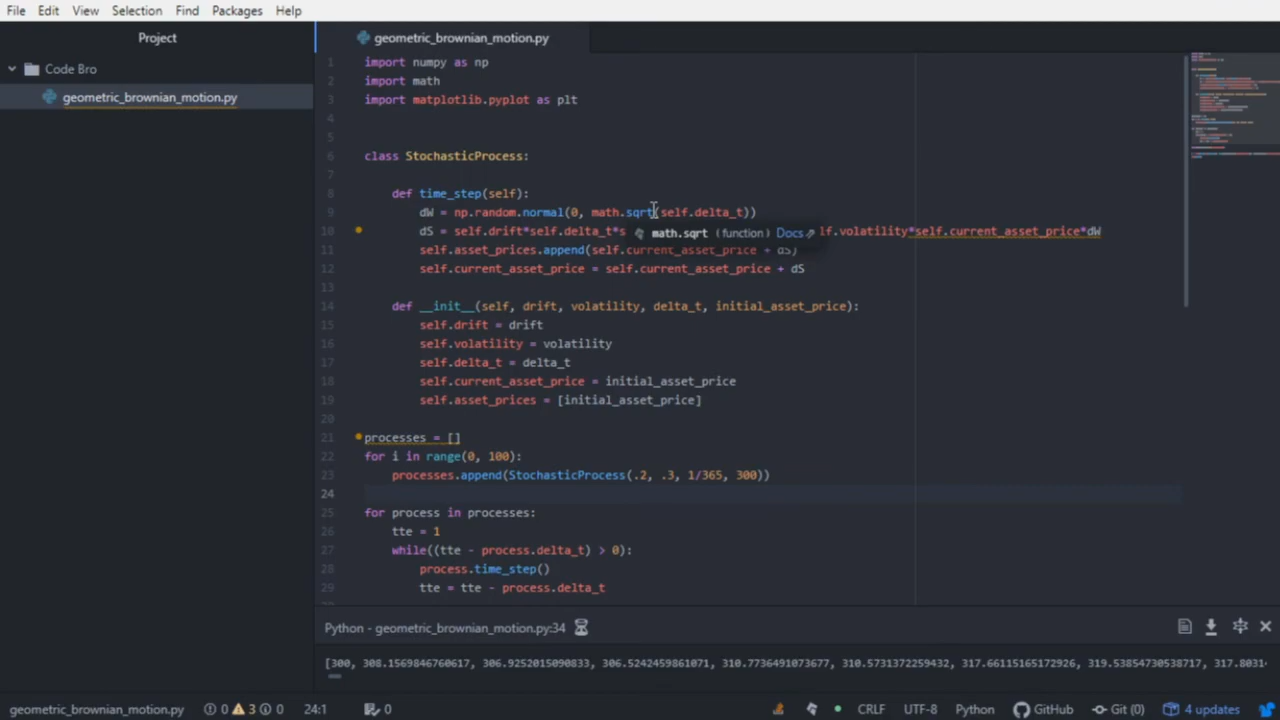 File Edit View Selection Find Packages Help
Project
geometric_brownian_motion.py
Code Bro
geometric_brownian_motion.py
1 import numpy as np
2 import math
3 import matplotlib.pyplot as plt
4
5
6 class StochasticProcess:
7
8 def time_step(self):
9 dW = np.random.normal(0, math.sqrt(self.delta_t))
10 dS = self.drift*self.delta_t*s lf.volatility*self.current_asset_price*dW
math.sqrt (function) Docs
11 self.asset_prices.append(self.current_asset_price + dS)
12 self.current_asset_price = self.current_asset_price + dS
13
14 def __init__(self, drift, volatility, delta_t, initial_asset_price):
15 self.drift = drift
16 self.volatility = volatility
17 self.delta_t = delta_t
18 self.current_asset_price = initial_asset_price
19 self.asset_prices = [initial_asset_price]
20
21 processes = []
22 for i in range(0, 100):
23 processes.append(StochasticProcess(.2, .3, 1/365, 300))
24
25 for process in processes:
26 tte = 1
27 while((tte - process.delta_t) > 0):
28 process.time_step()
29 tte = tte - process.delta_t
Python - geometric_brownian_motion.py:34
[300, 308.1569846760617, 306.9252015090833, 306.5242459861071, 310.7736491073677, 310.5731372259432, 317.66115165172926, 319.53854730538717, 317.8031
geometric_brownian_motion.py 0 3 0 24:1 0 CRLF UTF-8 Python GitHub Git (0) 4 updates